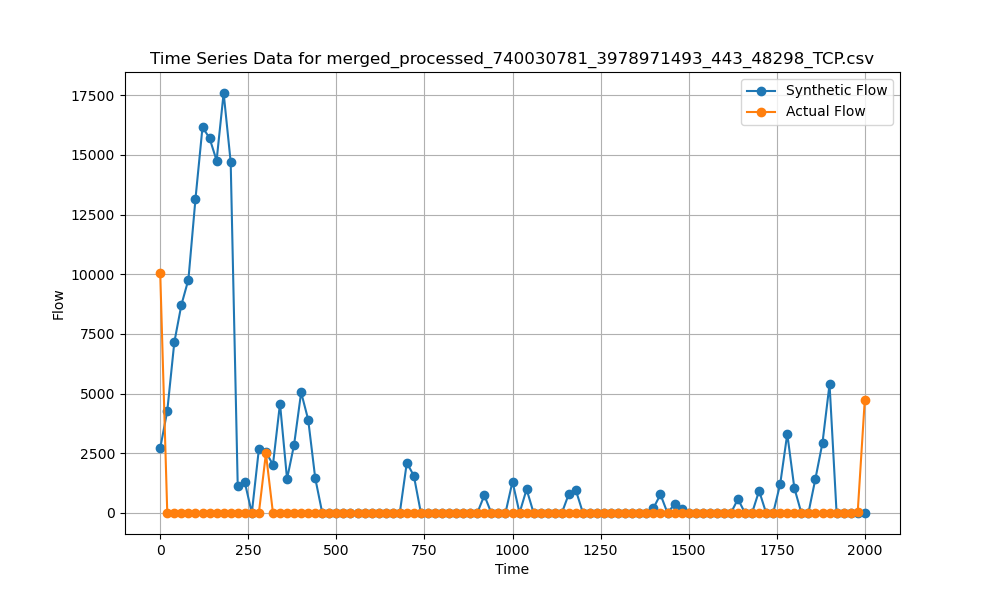 Time Series Data for merged_processed_740030781_3978971493_443_48298_TCP.csv
Synthetic Flow
Actual Flow
17500
15000
12500
10000
7500
5000
2500
0
Flow
0 250 500 750 1000 1250 1500 1750 2000
Time